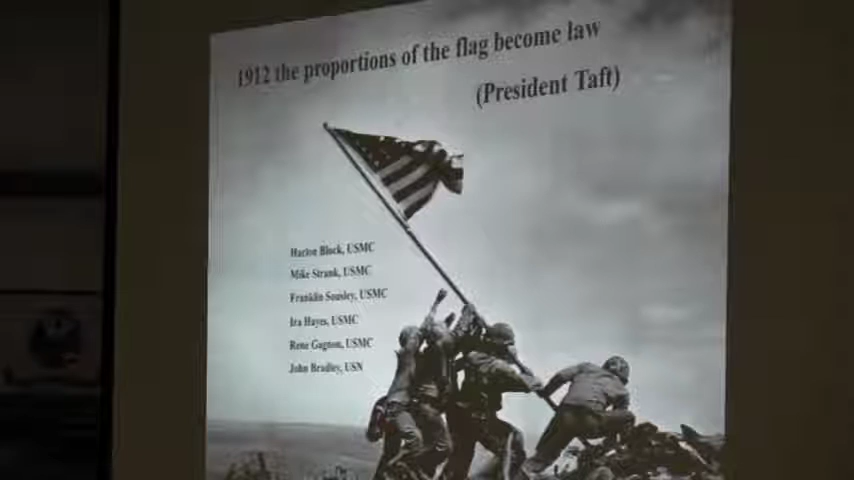 1912 the proportions of the flag become law
(President Taft)
Harlon Block, USMC
Mike Strank, USMC
Franklin Sousley, USMC
Ira Hayes, USMC
Rene Gagnon, USMC
John Bradley, USN